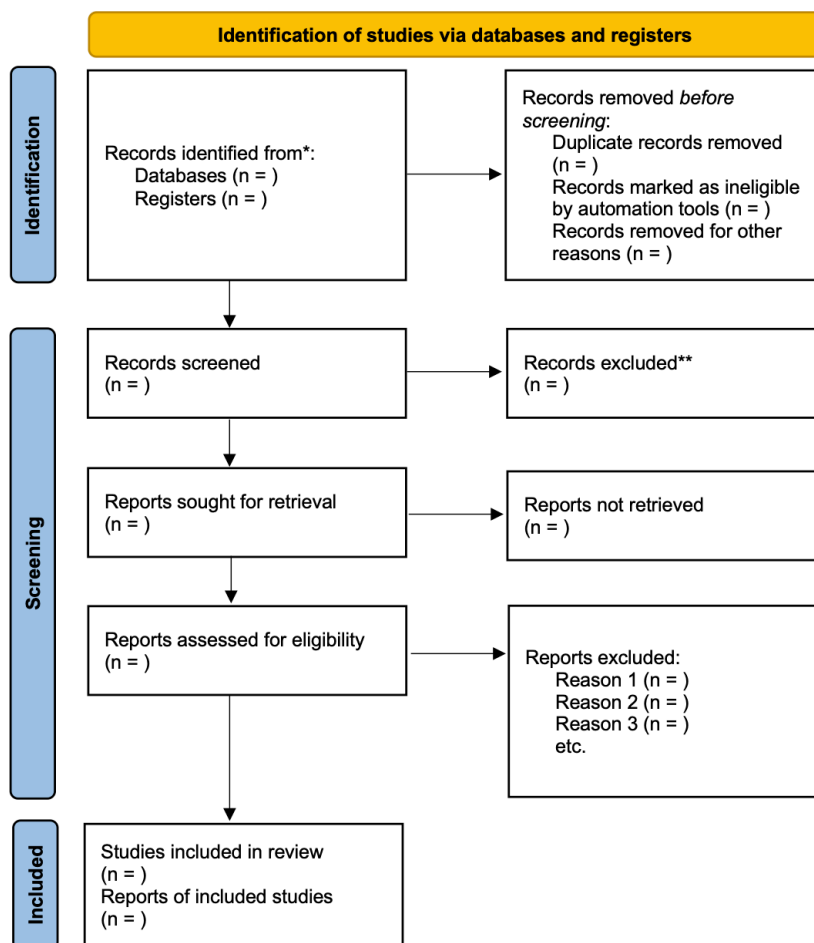 Identification of studies via databases and registers
Identification
Records identified from*:
Databases (n = )
Registers (n = )
Records removed before
screening:
Duplicate records removed
(n = )
Records marked as ineligible
by automation tools (n = )
Records removed for other
reasons (n = )
Screening
Records screened
(n = )
Records excluded**
(n = )
Reports sought for retrieval
(n = )
Reports not retrieved
(n = )
Reports assessed for eligibility
(n = )
Reports excluded:
Reason 1 (n = )
Reason 2 (n = )
Reason 3 (n = )
etc.
Included
Studies included in review
(n = )
Reports of included studies
(n = )